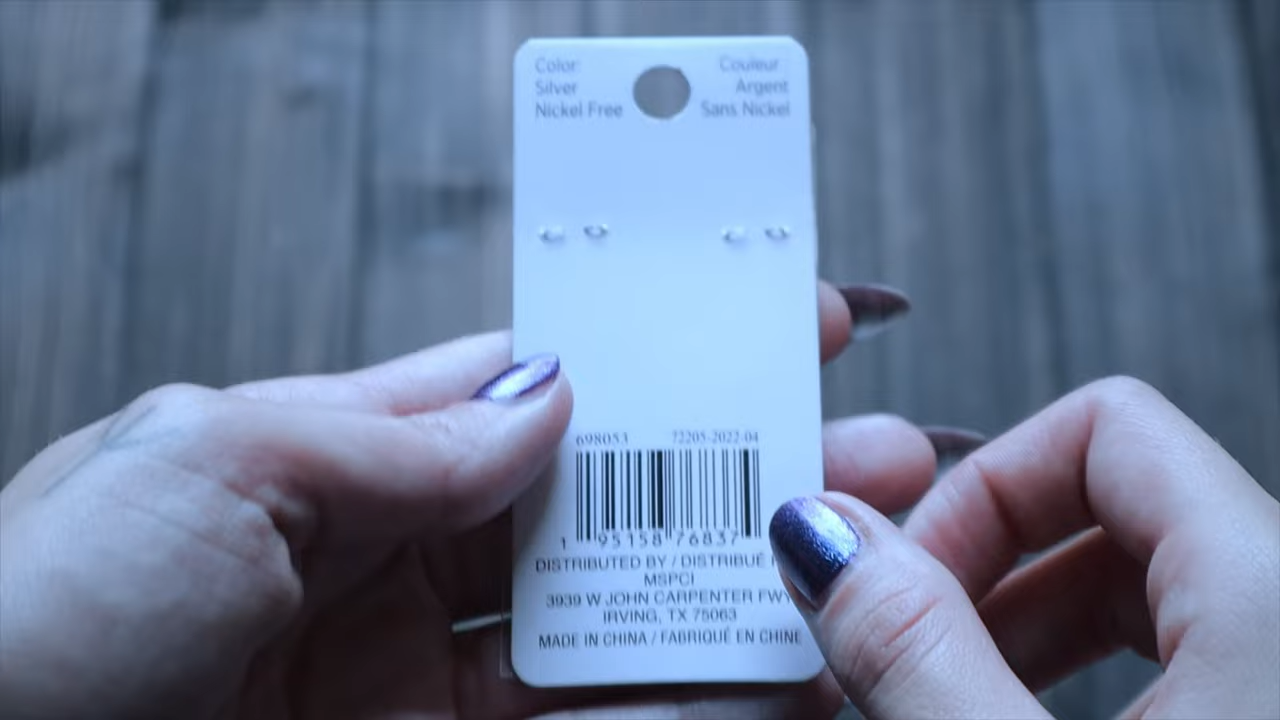 Color: Couleur :
Silver Argent
Nickel Free Sans Nickel
698053 72205-2022-04
1 95158 76837
DISTRIBUTED BY / DISTRIBUÉ
MSPCI
3939 W JOHN CARPENTER FWY
IRVING, TX 75063
MADE IN CHINA / FABRIQUÉ EN CHINE